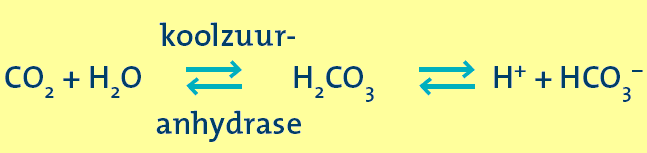 koolzuur-
CO₂ + H₂O ⇌ H₂CO₃ ⇌ H⁺ + HCO₃⁻
anhydrase